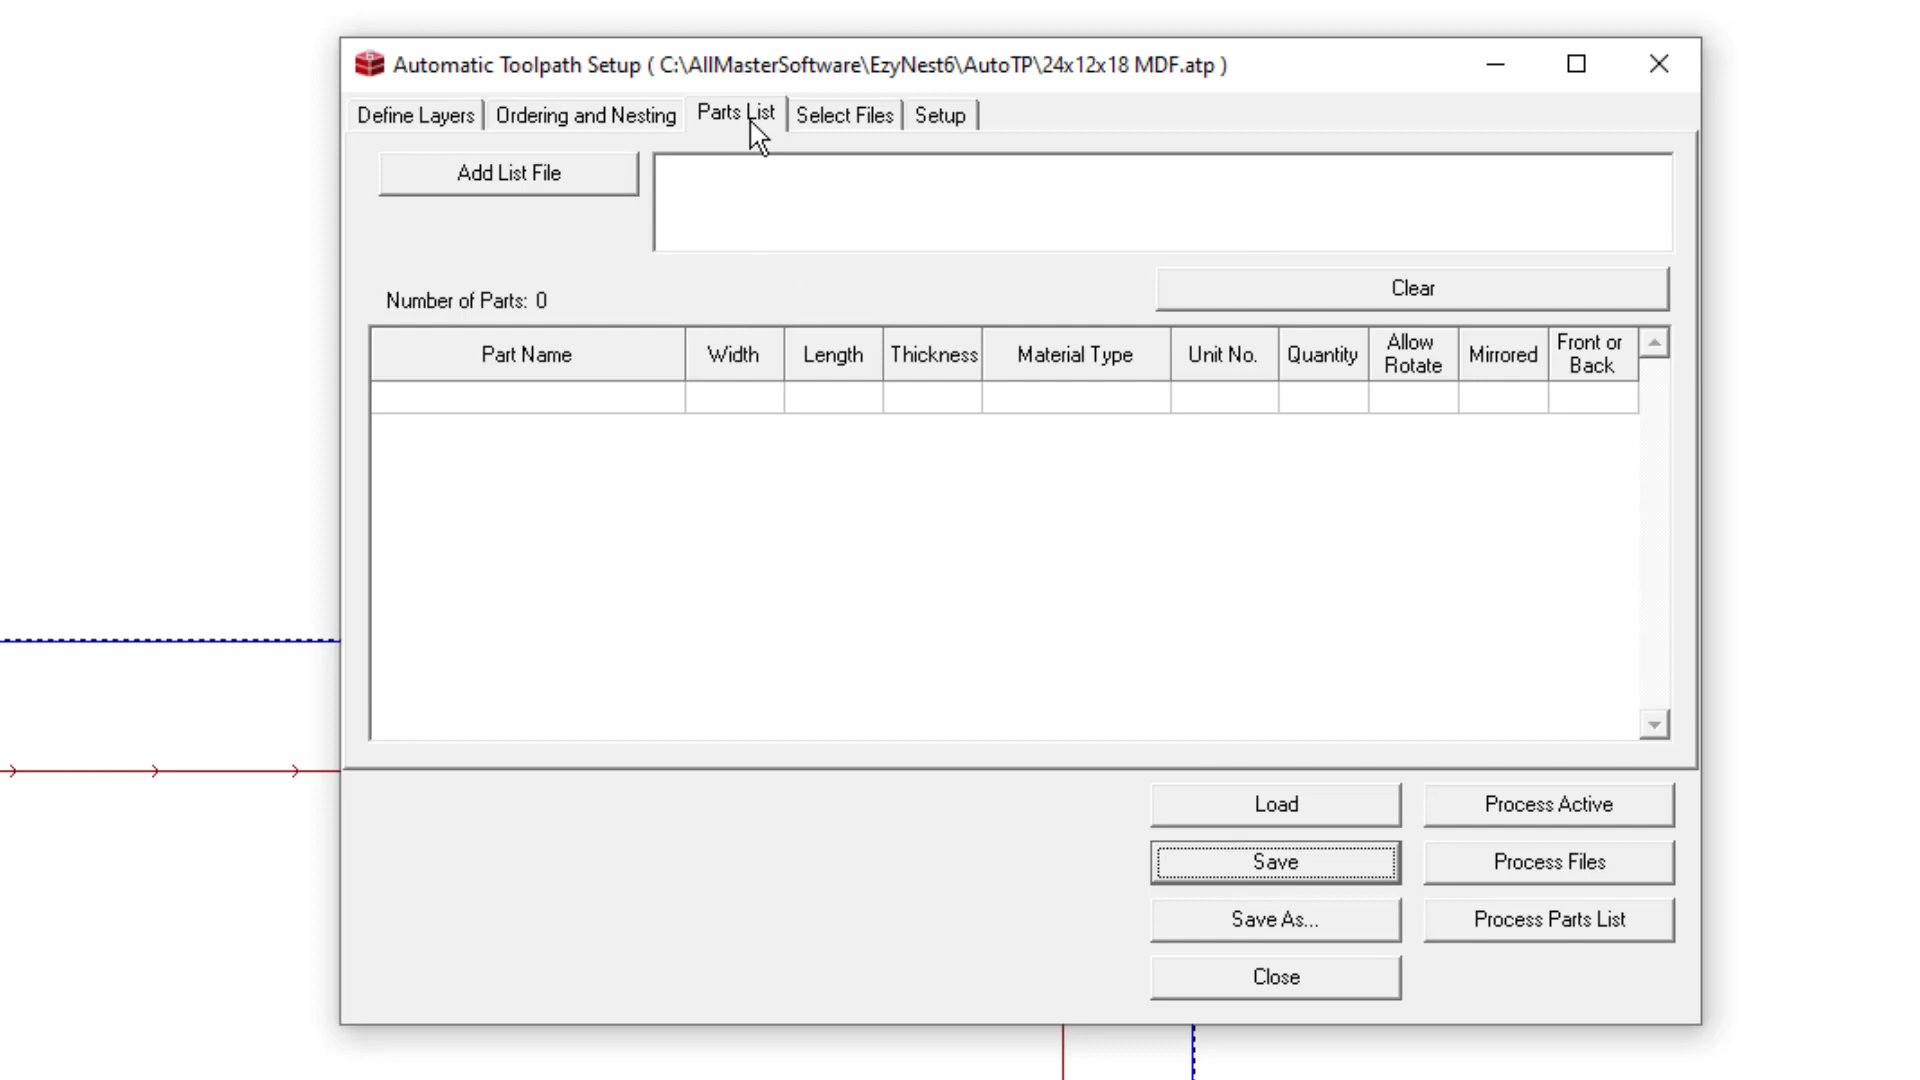 Automatic Toolpath Setup ( C:\AllMasterSoftware\EzyNest6\AutoTP\24x12x18 MDF.atp )
Define Layers Ordering and Nesting Parts List Select Files Setup
Add List File
Clear
Number of Parts: 0
Part Name Width Length Thickness Material Type Unit No. Quantity Allow Rotate Mirrored Front or Back
Load Process Active
Save Process Files
Save As... Process Parts List
Close